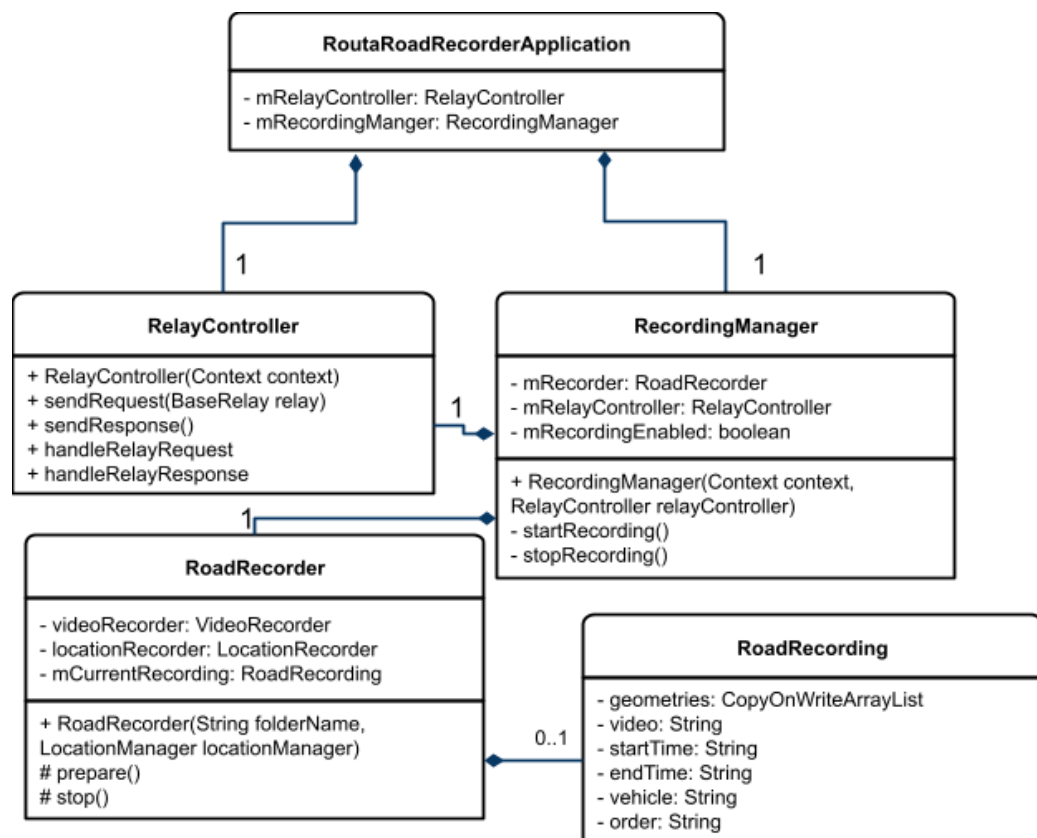 RoutaRoadRecorderApplication
- mRelayController: RelayController
- mRecordingManger: RecordingManager
1
1
RelayController
+ RelayController(Context context)
+ sendRequest(BaseRelay relay)
+ sendResponse()
+ handleRelayRequest
+ handleRelayResponse
1
RecordingManager
- mRecorder: RoadRecorder
- mRelayController: RelayController
- mRecordingEnabled: boolean
+ RecordingManager(Context context,
RelayController relayController)
- startRecording()
- stopRecording()
1
RoadRecorder
- videoRecorder: VideoRecorder
- locationRecorder: LocationRecorder
- mCurrentRecording: RoadRecording
+ RoadRecorder(String folderName,
LocationManager locationManager)
# prepare()
# stop()
0..1
RoadRecording
- geometries: CopyOnWriteArrayList
- video: String
- startTime: String
- endTime: String
- vehicle: String
- order: String